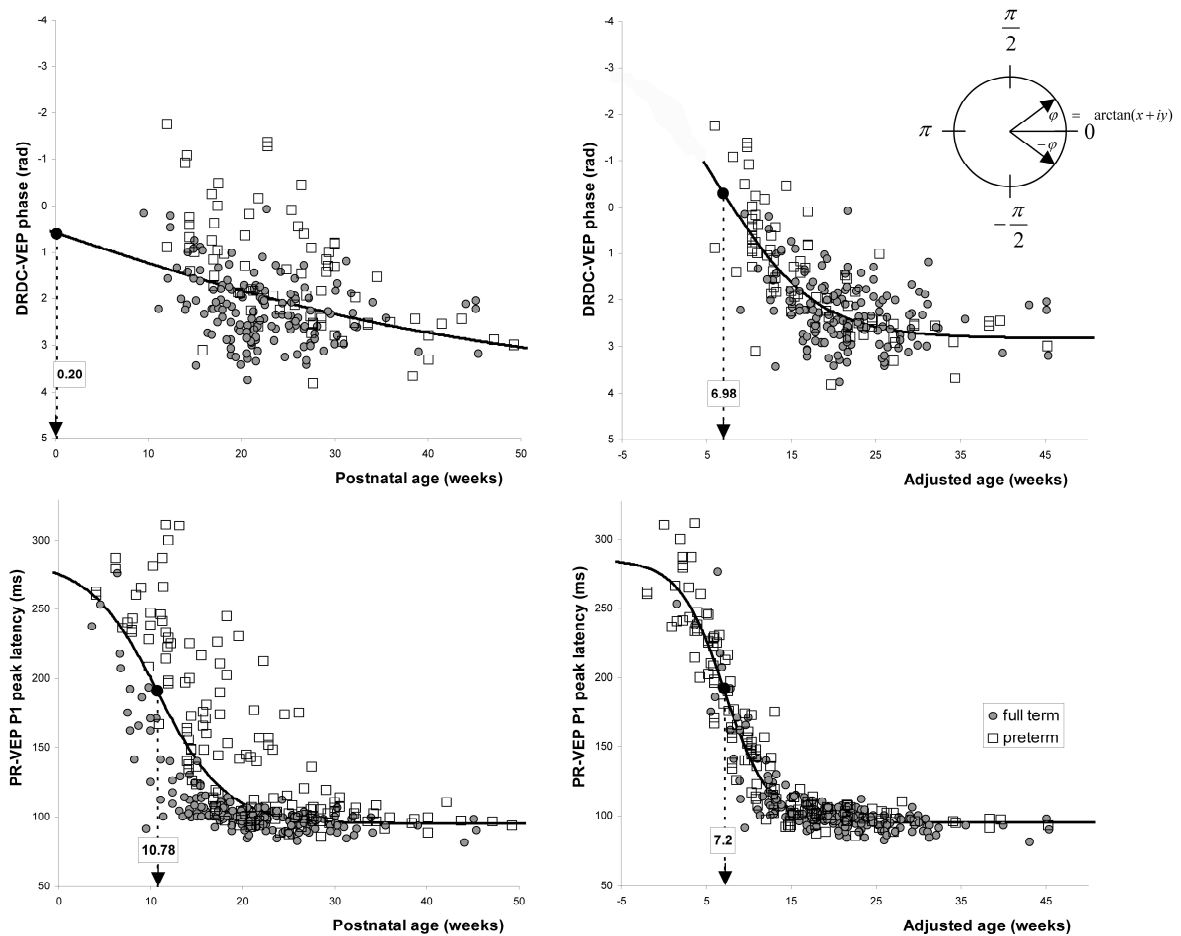 DRDC-VEP phase (rad)
-4
-3
-2
-1
0
1
2
3
4
5
0.20
0 10 20 30 40 50
Postnatal age (weeks)
DRDC-VEP phase (rad)
-4
-3
-2
-1
0
1
2
3
4
5
6.98
-5 5 15 25 35 45
Adjusted age (weeks)
π/2
π
φ = arctan(x+iy)
0
-φ
-π/2
PR-VEP P1 peak latency (ms)
300
250
200
150
100
50
10.78
0 10 20 30 40 50
Postnatal age (weeks)
PR-VEP P1 peak latency (ms)
300
250
200
150
100
50
7.2
full term
preterm
-5 5 15 25 35 45
Adjusted age (weeks)